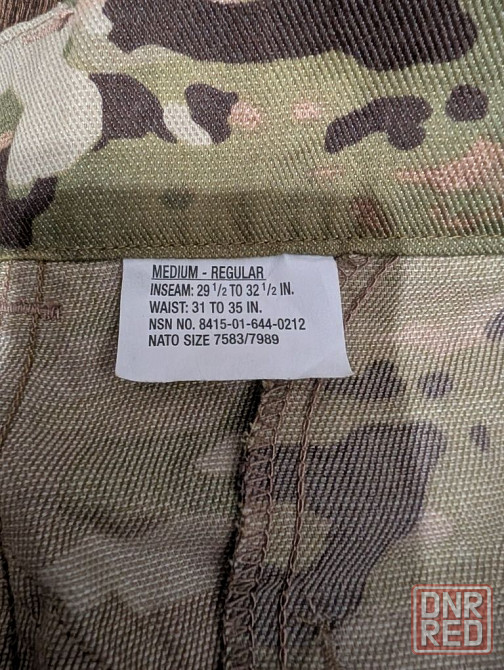 MEDIUM - REGULAR
INSEAM: 29 1/2 TO 32 1/2 IN.
WAIST: 31 TO 35 IN.
NSN NO. 8415-01-644-0212
NATO SIZE 7583/7989
DNR
RED